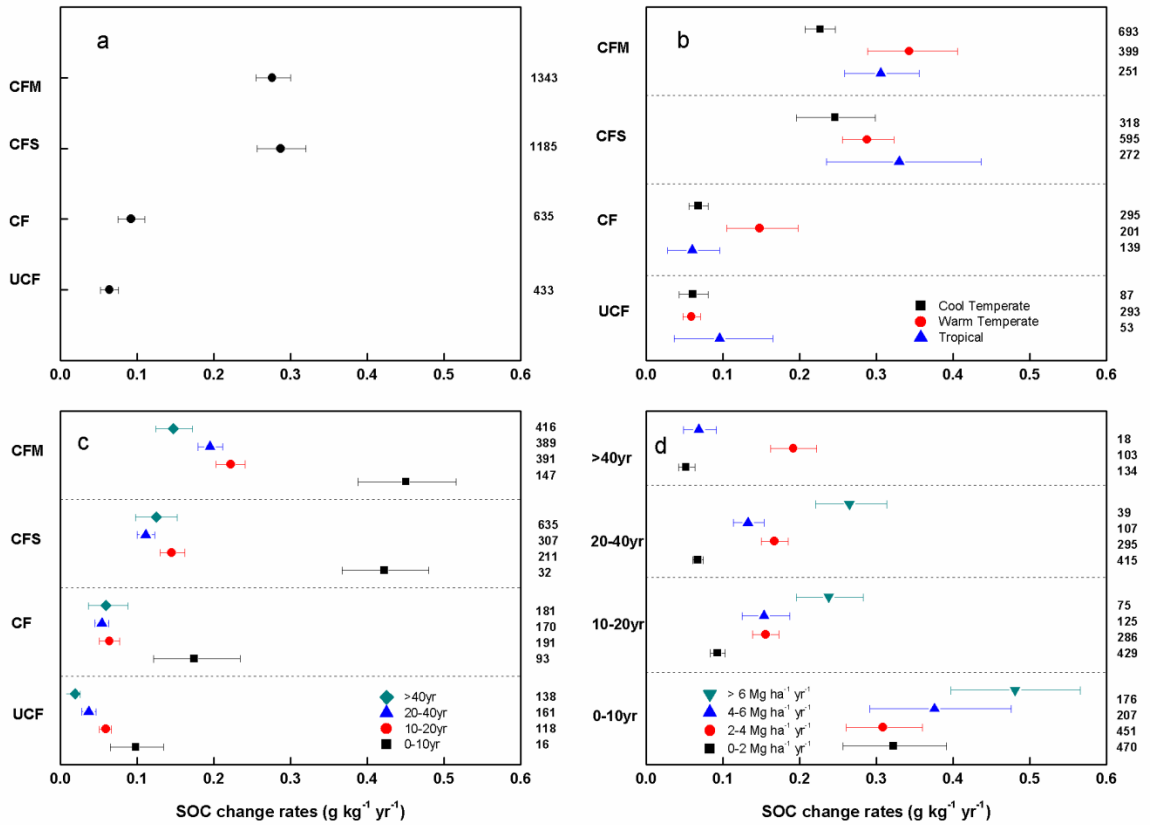 a
CFM
1343
CFS
1185
CF
635
UCF
433
0.0 0.1 0.2 0.3 0.4 0.5 0.6
b
CFM
693
399
251
CFS
318
595
272
CF
295
201
139
UCF
87
293
53
Cool Temperate
Warm Temperate
Tropical
0.0 0.1 0.2 0.3 0.4 0.5 0.6
c
CFM
416
389
391
147
CFS
635
307
211
32
CF
181
170
191
93
UCF
138
161
118
16
>40yr
20-40yr
10-20yr
0-10yr
0.0 0.1 0.2 0.3 0.4 0.5 0.6
SOC change rates (g kg⁻¹ yr⁻¹)
d
>40yr
18
103
134
20-40yr
39
107
295
415
10-20yr
75
125
286
429
0-10yr
176
207
451
470
> 6 Mg ha⁻¹ yr⁻¹
4-6 Mg ha⁻¹ yr⁻¹
2-4 Mg ha⁻¹ yr⁻¹
0-2 Mg ha⁻¹ yr⁻¹
0.0 0.1 0.2 0.3 0.4 0.5 0.6
SOC change rates (g kg⁻¹ yr⁻¹)